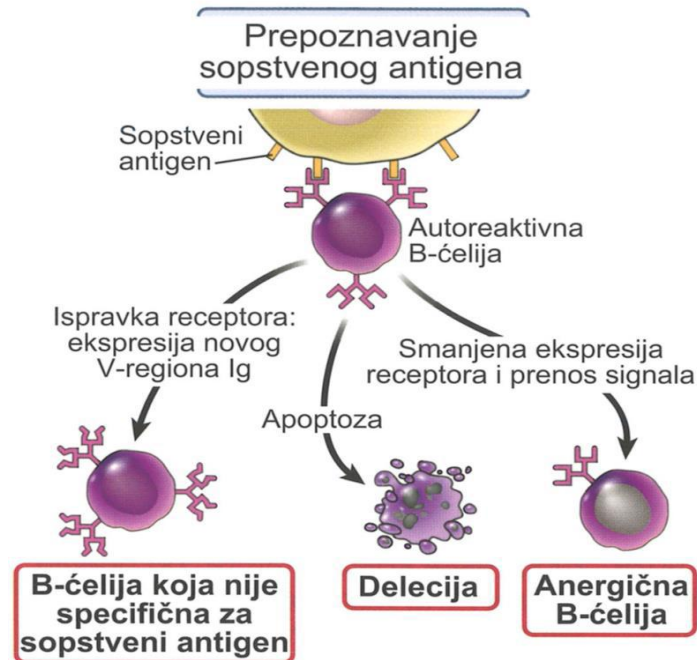 Prepoznavanje
sopstvenog antigena
Sopstveni
antigen
Autoreaktivna
B-ćelija
Ispravka receptora:
ekspresija novog
V-regiona Ig
Apoptoza
Smanjena ekspresija
receptora i prenos signala
B-ćelija koja nije
specifična za
sopstveni antigen
Delecija
Anergična
B-ćelija